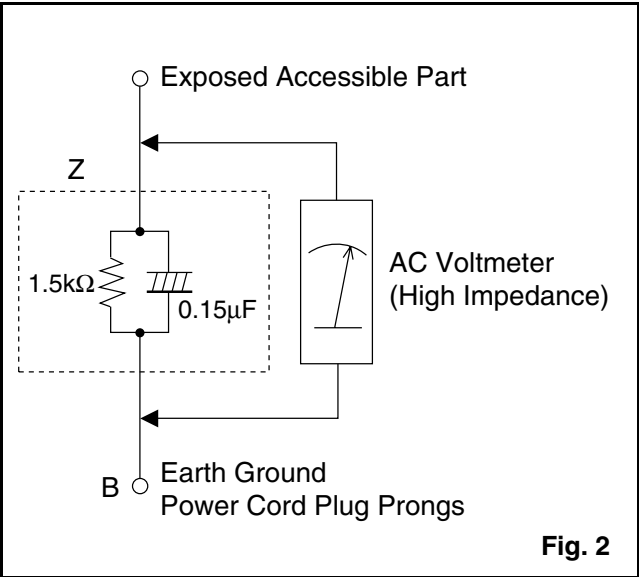 Exposed Accessible Part
Z
1.5kΩ
0.15μF
AC Voltmeter
(High Impedance)
B
Earth Ground
Power Cord Plug Prongs
Fig. 2